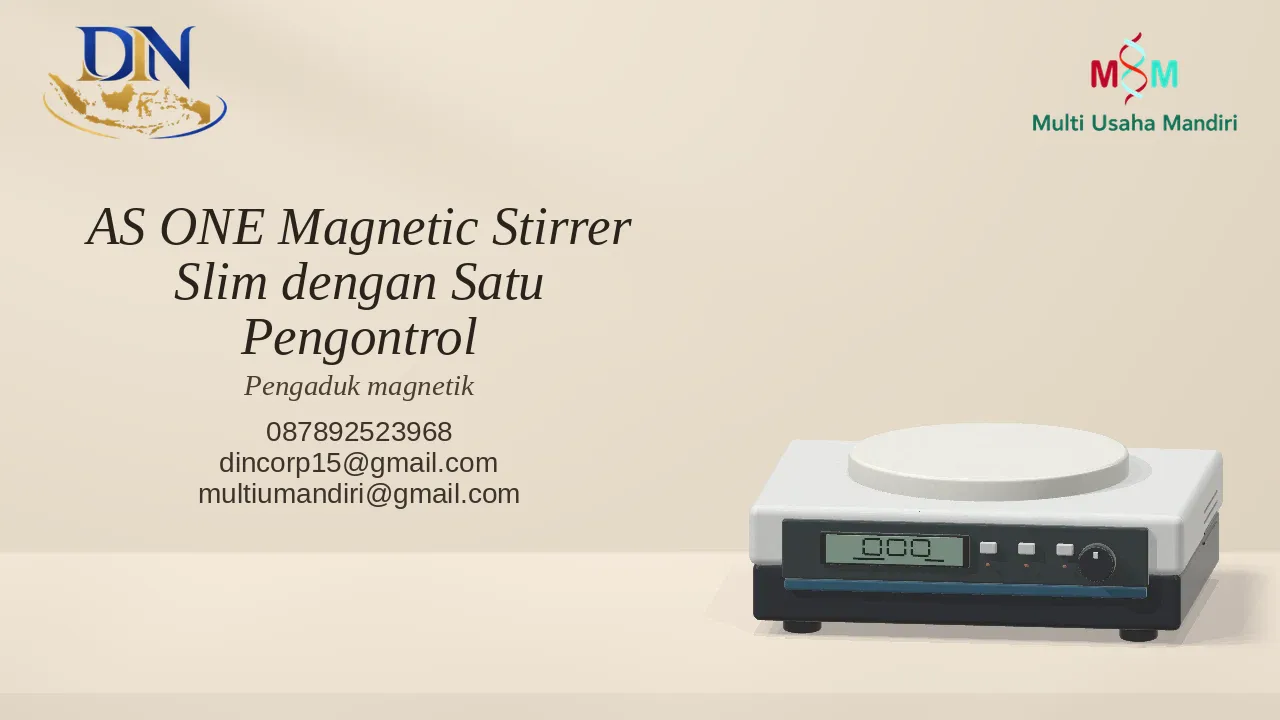 DIN
MSM
Multi Usaha Mandiri
AS ONE Magnetic Stirrer
Slim dengan Satu
Pengontrol
Pengaduk magnetik
087892523968
dincorp15@gmail.com
multiumandiri@gmail.com
000